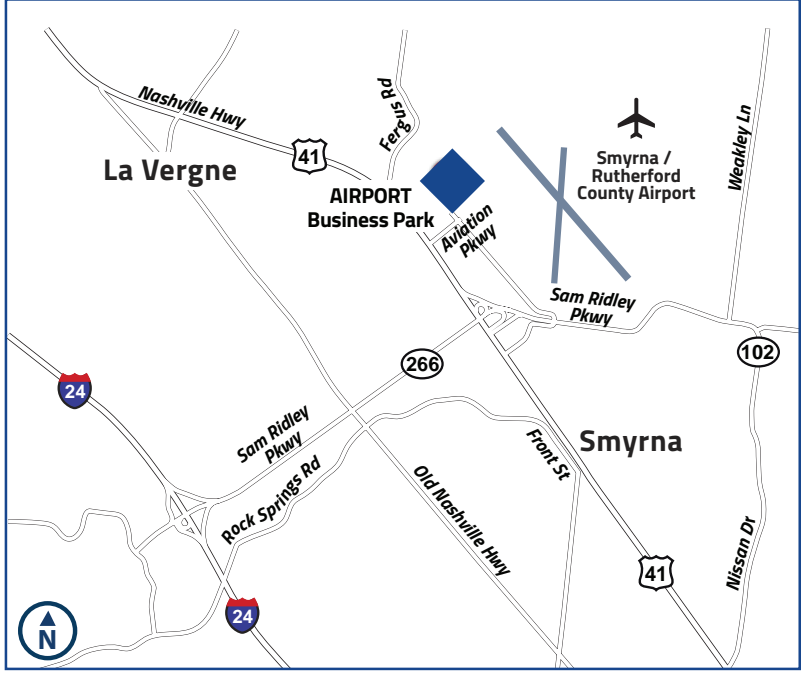 Nashville Hwy
Fergus Rd
41
La Vergne
AIRPORT
Business Park
Aviation
Pkwy
Smyrna /
Rutherford
County Airport
Weakley Ln
Sam Ridley
Pkwy
102
266
24
Sam Ridley
Pkwy
Smyrna
Front St
Rock Springs Rd
Old Nashville Hwy
41
Nissan Dr
24
N